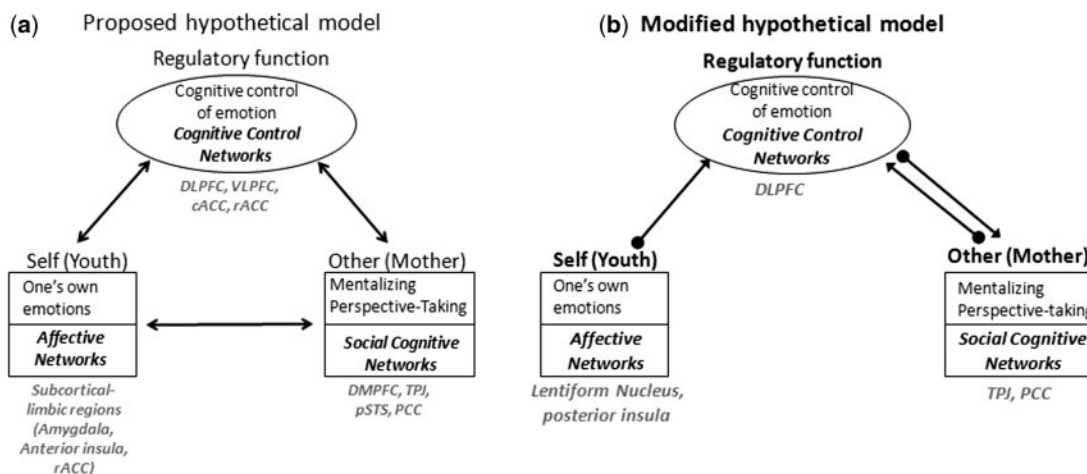 (a) Proposed hypothetical model
Regulatory function
Cognitive control
of emotion
Cognitive Control
Networks
DLPFC, VLPFC,
cACC, rACC
Self (Youth)
One's own
emotions
Affective
Networks
Subcortical-
limbic regions
(Amygdala,
Anterior insula,
rACC)
Other (Mother)
Mentalizing
Perspective-Taking
Social Cognitive
Networks
DMPFC, TPJ,
pSTS, PCC
(b) Modified hypothetical model
Regulatory function
Cognitive control
of emotion
Cognitive Control
Networks
DLPFC
Self (Youth)
One's own
emotions
Affective
Networks
Lentiform Nucleus,
posterior insula
Other (Mother)
Mentalizing
Perspective-taking
Social Cognitive
Networks
TPJ, PCC